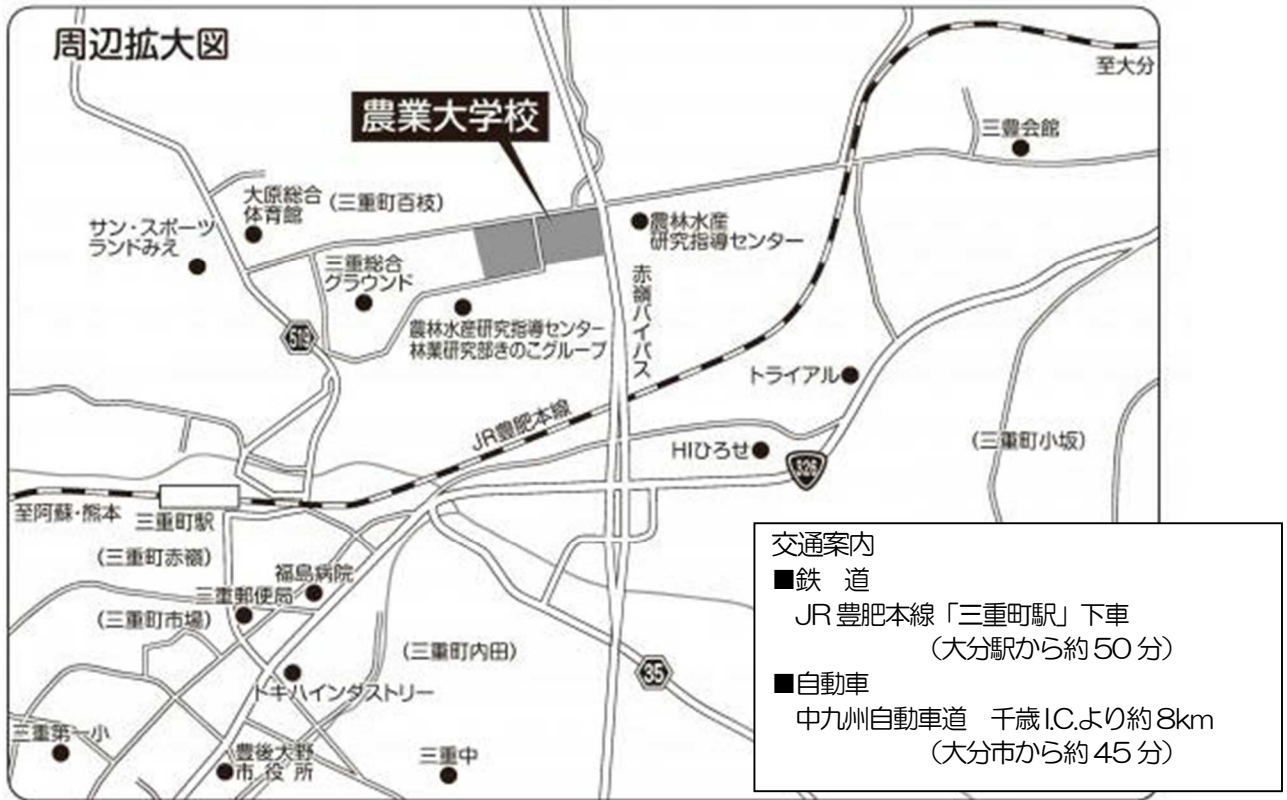 周辺拡大図
至大分
農業大学校
三豊会館
大原総合
体育館
(三重町百枝)
サン・スポーツ
ランドみえ
農林水産
研究指導センター
三重総合
グラウンド
赤嶺バイパス
519
農林水産研究指導センター
林業研究部きのこグループ
トライアル
JR豊肥本線
HIひろせ
326
(三重町小坂)
至阿蘇・熊本
三重町駅
(三重町赤嶺)
福島病院
三重郵便局
(三重町市場)
(三重町内田)
トキハインダストリー
35
三重第一小
豊後大野
市役所
三重中
交通案内
■鉄 道
JR豊肥本線「三重町駅」下車
(大分駅から約50分)
■自動車
中九州自動車道 千歳I.C.より約8km
(大分市から約45分)